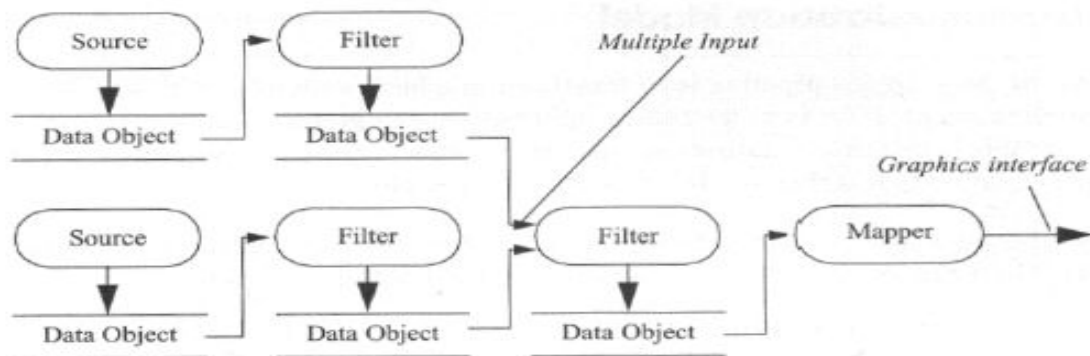 Source
Filter
Multiple Input
Data Object
Data Object
Graphics interface
Source
Filter
Filter
Mapper
Data Object
Data Object
Data Object